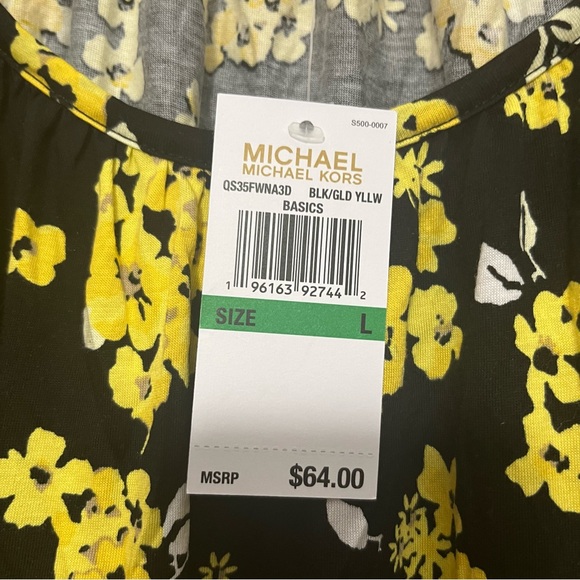 S500-0007
MICHAEL
MICHAEL KORS
QS35FWNA3D BLK/GLD YLLW
BASICS
1 96163 92744 2
SIZE L
MSRP $64.00